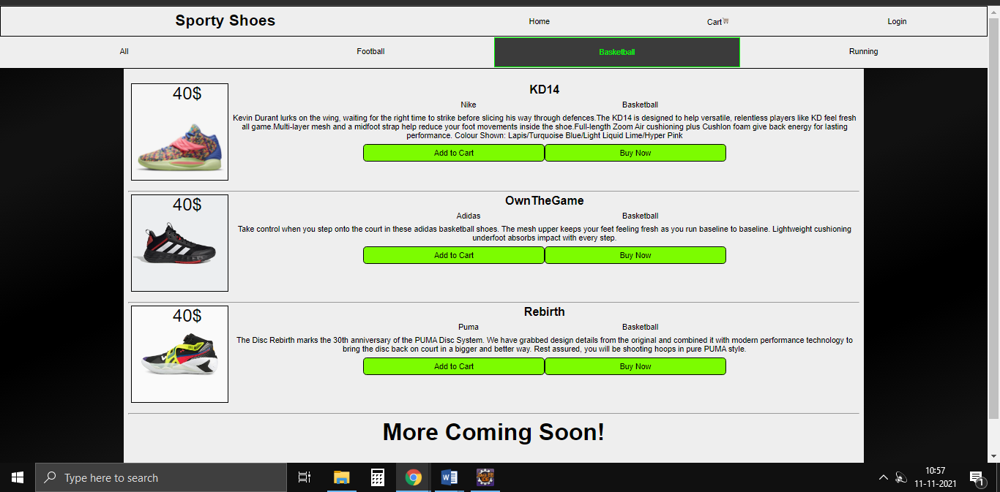 Sporty Shoes
Home
Cart
Login
All
Football
Basketball
Running
40$
KD14
Nike
Basketball
Kevin Durant lurks on the wing, waiting for the right time to strike before slicing his way through defences.The KD14 is designed to help versatile, relentless players like KD feel fresh
all game.Multi-layer mesh and a midfoot strap help reduce your foot movements inside the shoe.Full-length Zoom Air cushioning plus Cushlon foam give back energy for lasting
performance. Colour Shown: Lapis/Turquoise Blue/Light Liquid Lime/Hyper Pink
Add to Cart
Buy Now
40$
OwnTheGame
Adidas
Basketball
Take control when you step onto the court in these adidas basketball shoes. The mesh upper keeps your feet feeling fresh as you run baseline to baseline. Lightweight cushioning
underfoot absorbs impact with every step.
Add to Cart
Buy Now
40$
Rebirth
Puma
Basketball
The Disc Rebirth marks the 30th anniversary of the PUMA Disc System. We have grabbed design details from the original and combined it with modern performance technology to
bring the disc back on court in a bigger and better way. Rest assured, you will be shooting hoops in pure PUMA style.
Add to Cart
Buy Now
More Coming Soon!
Type here to search
10:57
11-11-2021
1